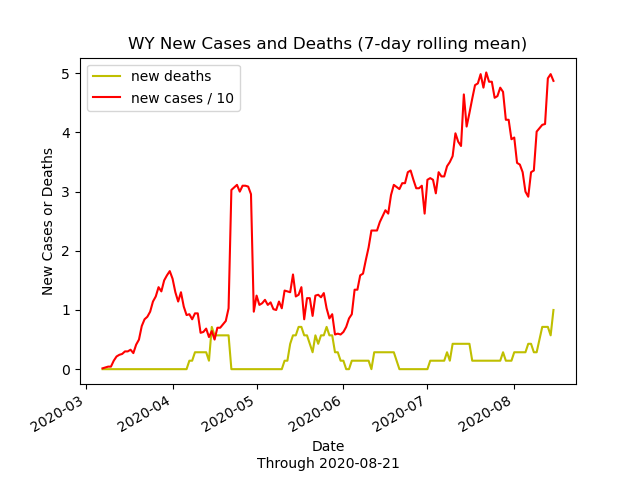 WY New Cases and Deaths (7-day rolling mean)
new deaths
new cases / 10
New Cases or Deaths
5
4
3
2
1
0
2020-03
2020-04
2020-05
2020-06
2020-07
2020-08
Date
Through 2020-08-21